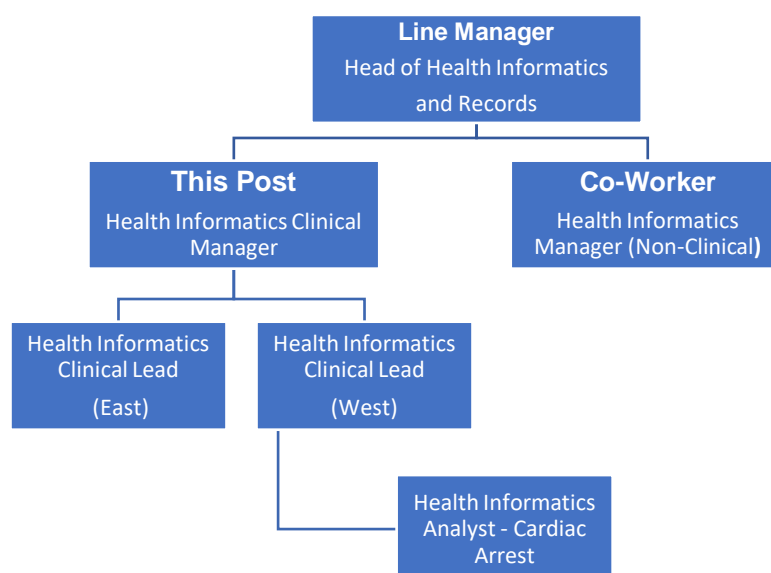 Line Manager
Head of Health Informatics
and Records
This Post
Health Informatics Clinical
Manager
Co-Worker
Health Informatics
Manager (Non-Clinical)
Health Informatics
Clinical Lead
(East)
Health Informatics
Clinical Lead
(West)
Health Informatics
Analyst - Cardiac
Arrest